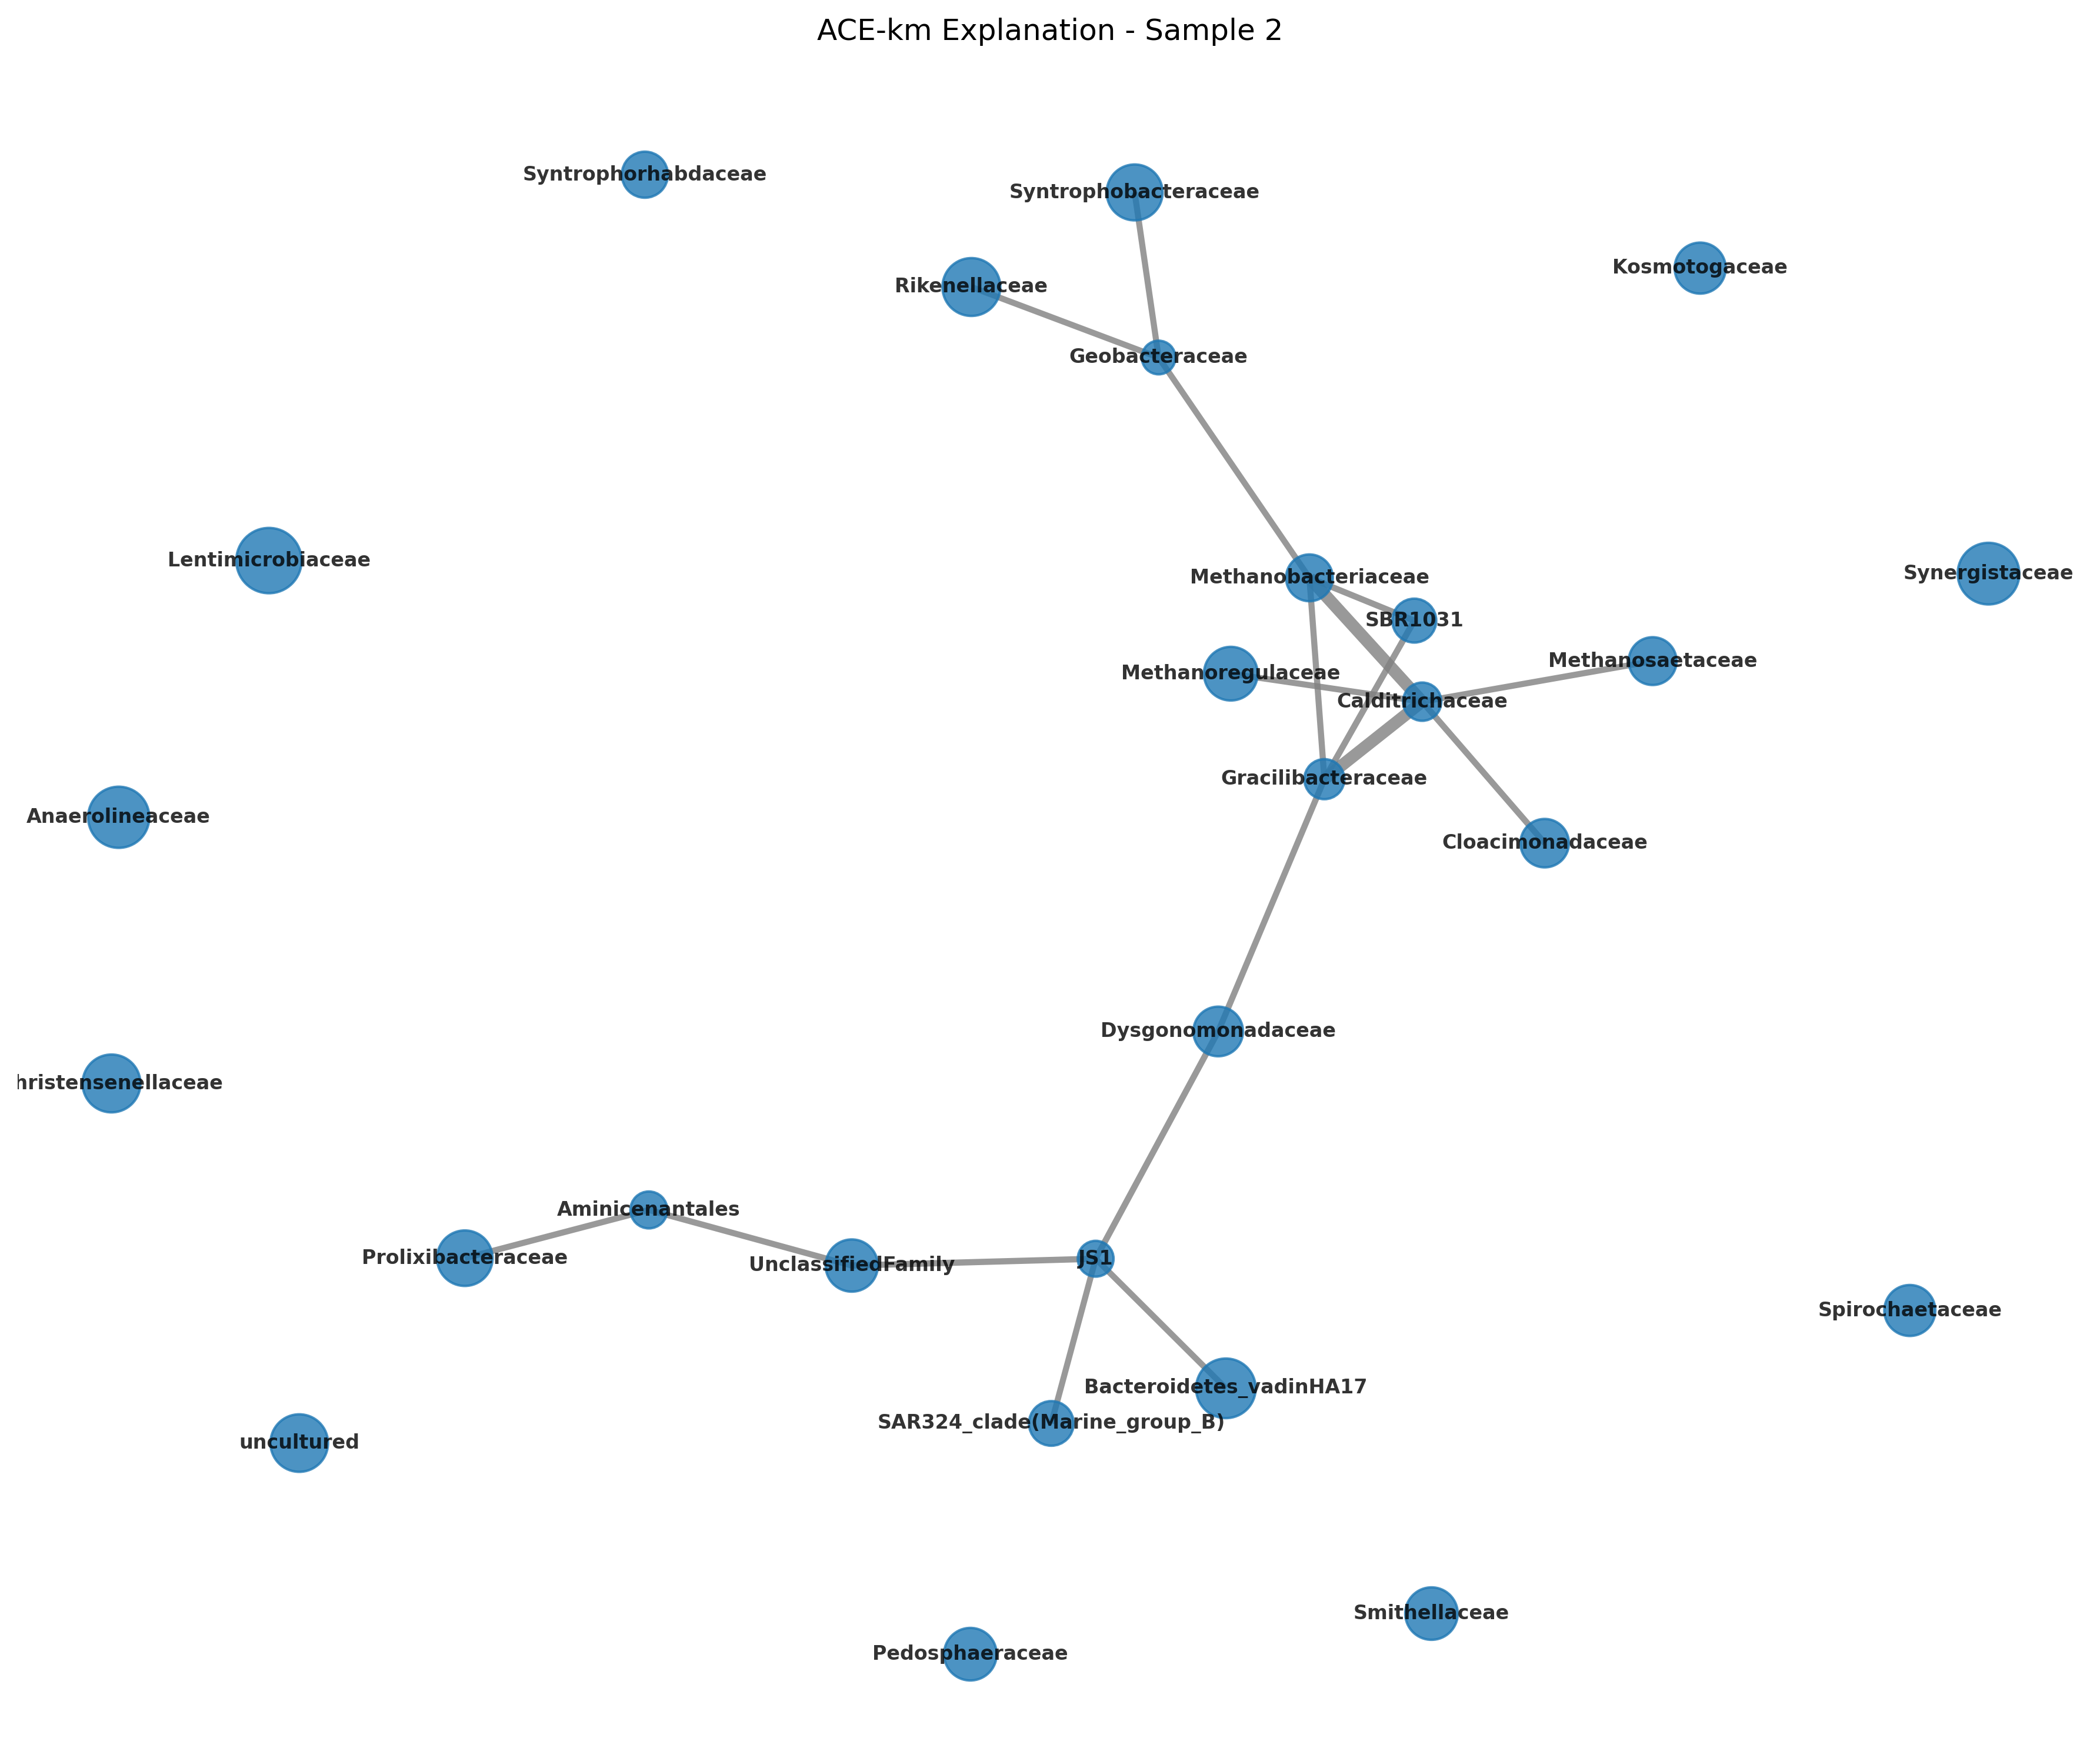 ACE-km Explanation - Sample 2
Syntrophorhabdaceae
Syntrophobacteraceae
Kosmotogaceae
Rikenellaceae
Geobacteraceae
Lentimicrobiaceae
Methanobacteriaceae
Synergistaceae
SBR1031
Methanosaetaceae
Methanoregulaceae
Calditrichaceae
Gracilibacteraceae
Anaerolineaceae
Cloacimonadaceae
Dysgonomonadaceae
hristensenellaceae
Aminicenantales
Prolixibacteraceae
UnclassifiedFamily
JS1
Spirochaetaceae
Bacteroidetes_vadinHA17
SAR324_clade(Marine_group_B)
uncultured
Smithellaceae
Pedosphaeraceae